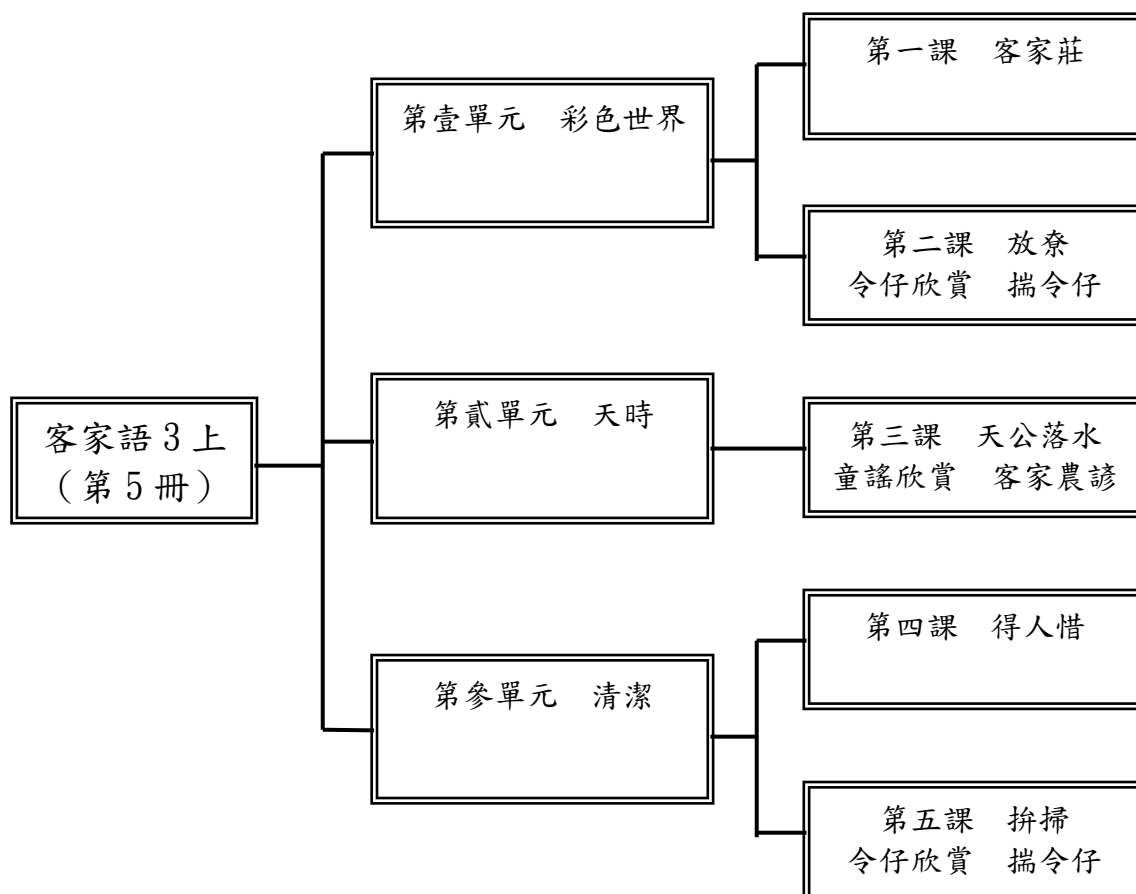 客家語3上
（第5冊）
第壹單元　彩色世界
第一課　客家莊
第二課　放尞
令仔欣賞　揣令仔
第貳單元　天時
第三課　天公落水
童謠欣賞　客家農諺
第參單元　清潔
第四課　得人惜
第五課　拚掃
令仔欣賞　揣令仔